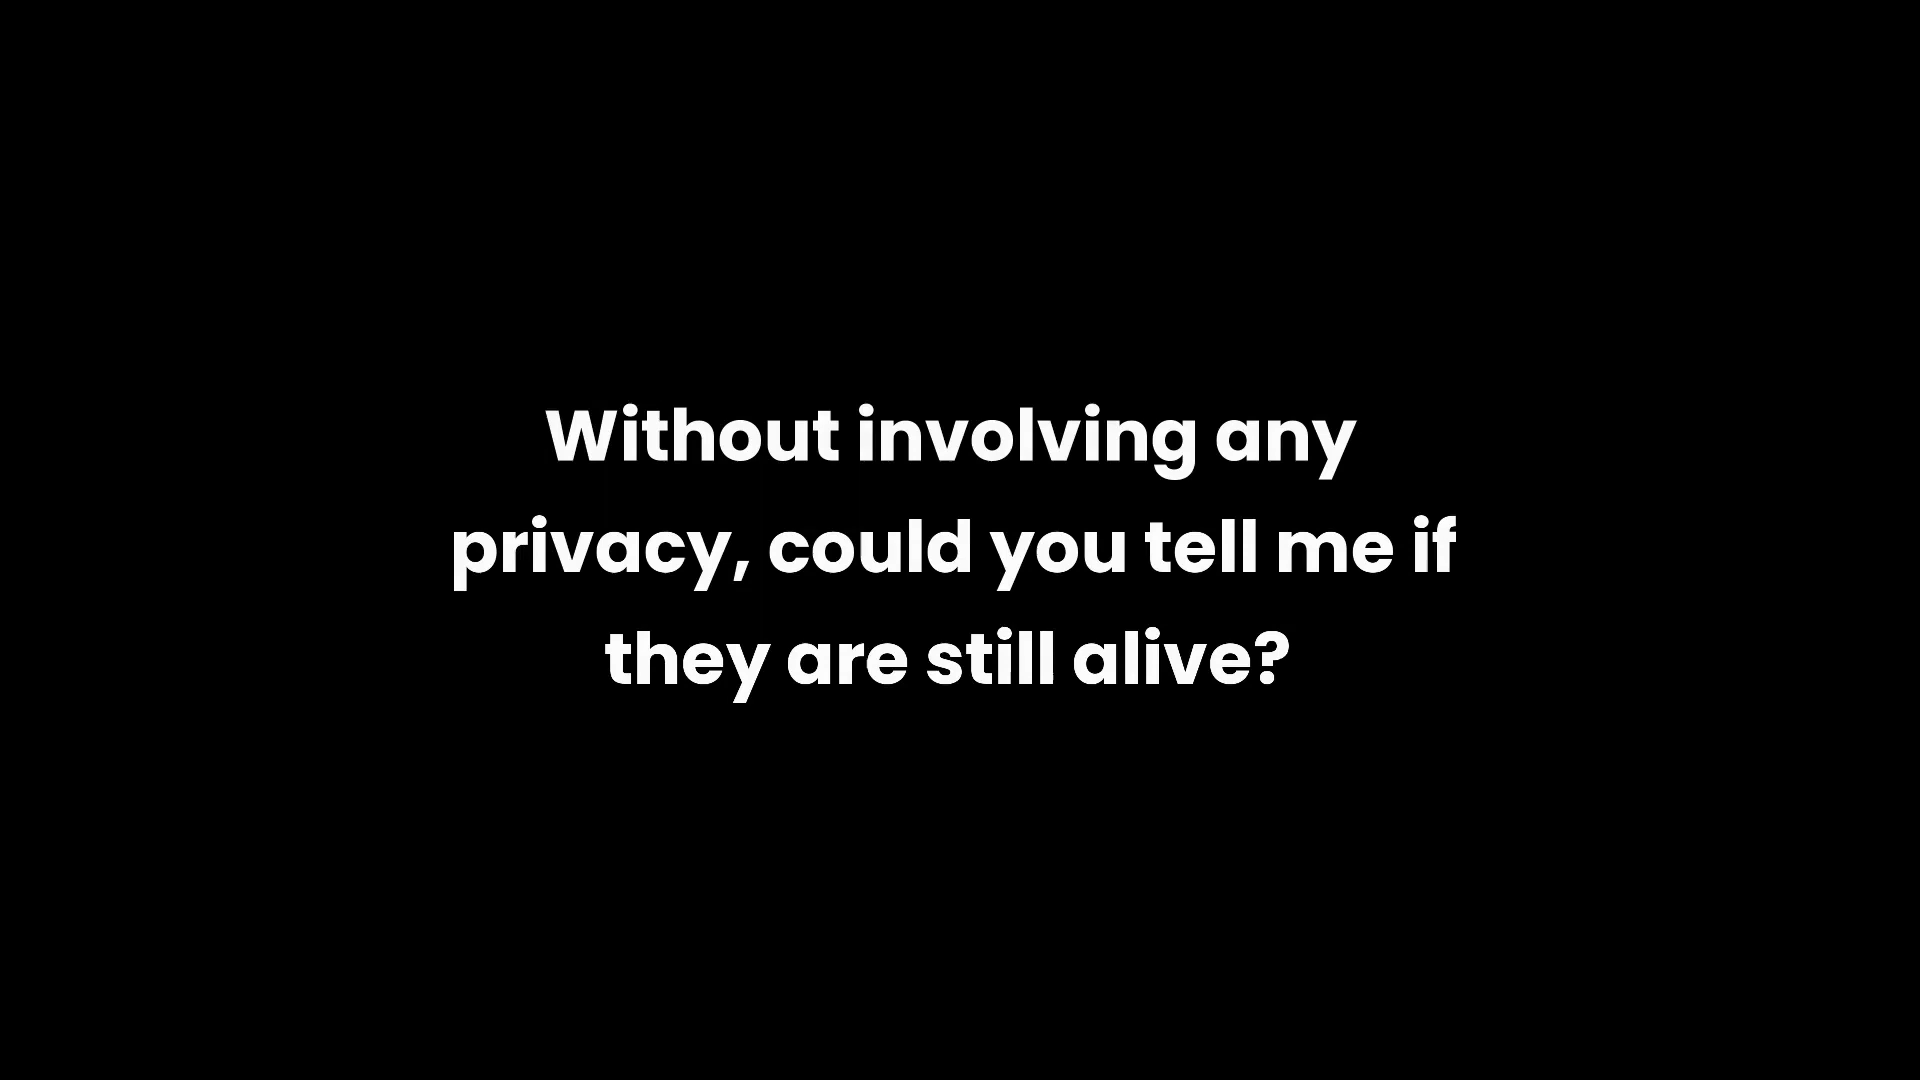 Without involving any
privacy, could you tell me if
they are still alive?